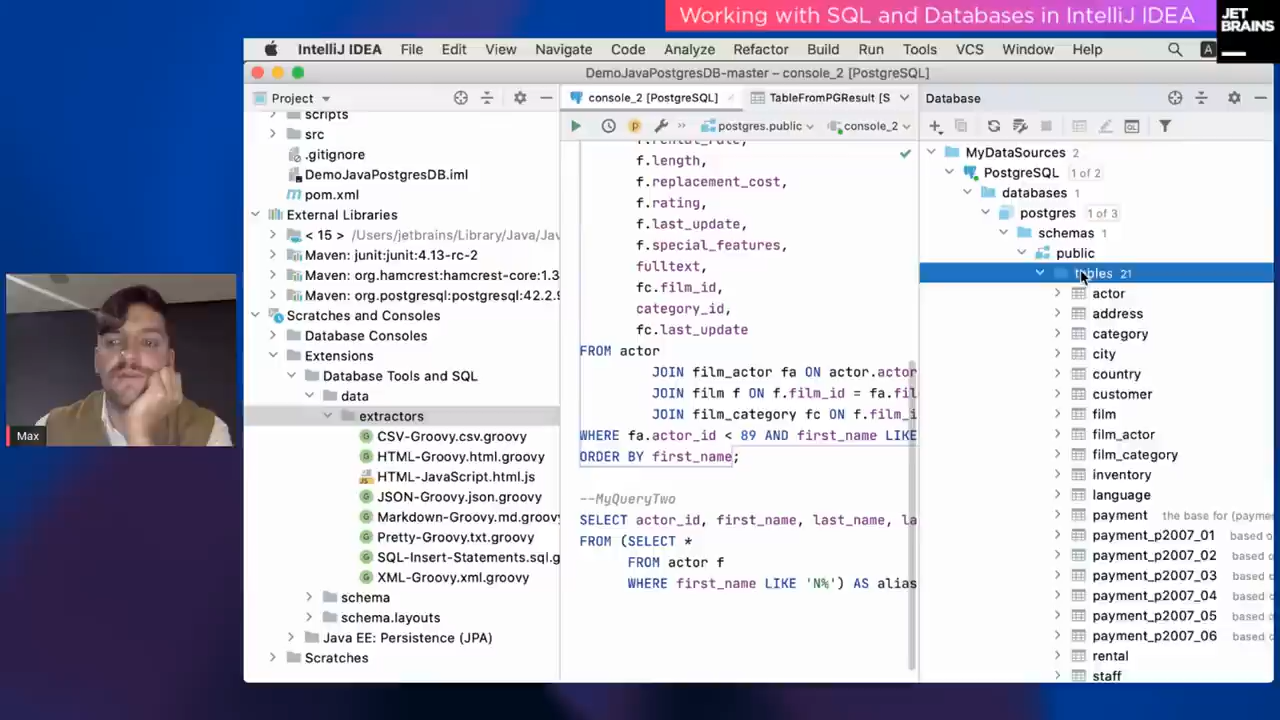 Working with SQL and Databases in IntelliJ IDEA
JET
BRAINS
IntelliJ IDEA File Edit View Navigate Code Analyze Refactor Build Run Tools VCS Window Help A
DemoJavaPostgresDB-master – console_2 [PostgreSQL]
Project
scripts
src
.gitignore
DemoJavaPostgresDB.iml
pom.xml
External Libraries
< 15 > /Users/jetbrains/Library/Java/Jav
Maven: junit:junit:4.13-rc-2
Maven: org.hamcrest:hamcrest-core:1.3
Maven: org.postgresql:postgresql:42.2.9
Scratches and Consoles
Database Consoles
Extensions
Database Tools and SQL
data
extractors
CSV-Groovy.csv.groovy
HTML-Groovy.html.groovy
HTML-JavaScript.html.js
JSON-Groovy.json.groovy
Markdown-Groovy.md.groovy
Pretty-Groovy.txt.groovy
SQL-Insert-Statements.sql.g
XML-Groovy.xml.groovy
schema
schema.layouts
Java EE: Persistence (JPA)
Scratches
console_2 [PostgreSQL] TableFromPGResult [S
p postgres.public console_2
f.rental_rate,
f.length,
f.replacement_cost,
f.rating,
f.last_update,
f.special_features,
fulltext,
fc.film_id,
category_id,
fc.last_update
FROM actor
JOIN film_actor fa ON actor.actor
JOIN film f ON f.film_id = fa.fil
JOIN film_category fc ON f.film_i
WHERE fa.actor_id < 89 AND first_name LIKE
ORDER BY first_name;
--MyQueryTwo
SELECT actor_id, first_name, last_name, la
FROM (SELECT *
FROM actor f
WHERE first_name LIKE 'N%') AS alias
Database
MyDataSources 2
PostgreSQL 1 of 2
databases 1
postgres 1 of 3
schemas 1
public
tables 21
actor
address
category
city
country
customer
film
film_actor
film_category
inventory
language
payment the base for (payme
payment_p2007_01 based o
payment_p2007_02 based o
payment_p2007_03 based o
payment_p2007_04 based o
payment_p2007_05 based o
payment_p2007_06 based o
rental
staff
Max